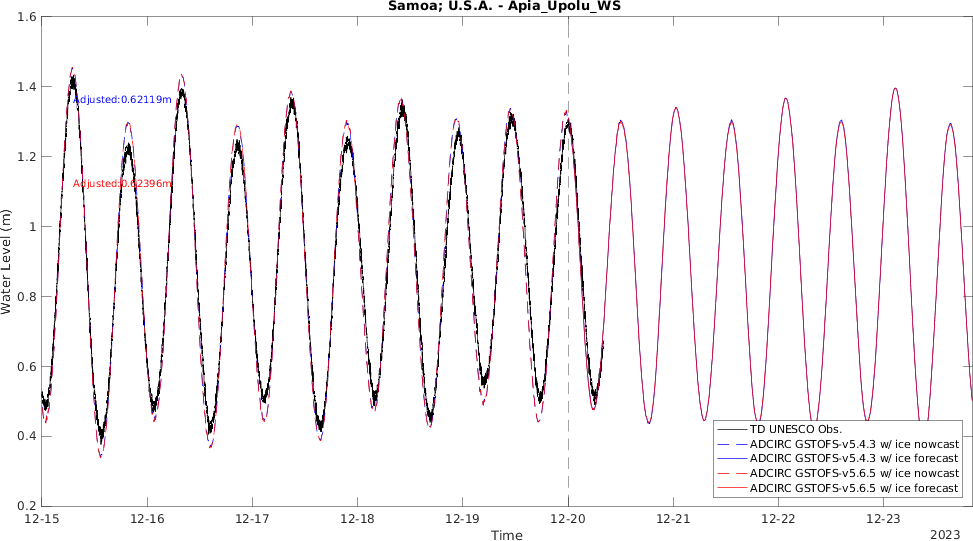 Samoa; U.S.A. - Apia_Upolu_WS
1.6
1.4
Adjusted:0.62119m
1.2
Adjusted:0.62396m
1
Water Level (m)
0.8
0.6
0.4
TD UNESCO Obs.
ADCIRC GSTOFS-v5.4.3 w/ ice nowcast
ADCIRC GSTOFS-v5.4.3 w/ ice forecast
ADCIRC GSTOFS-v5.6.5 w/ ice nowcast
ADCIRC GSTOFS-v5.6.5 w/ ice forecast
0.2
12-15 12-16 12-17 12-18 12-19 12-20 12-21 12-22 12-23
Time
2023